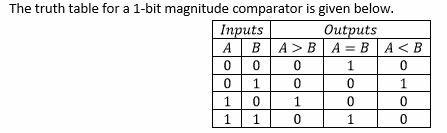 The truth table for a 1-bit magnitude comparator is given below.
Inputs Outputs
A B A > B A = B A < B
0 0 0 1 0
0 1 0 0 1
1 0 1 0 0
1 1 0 1 0